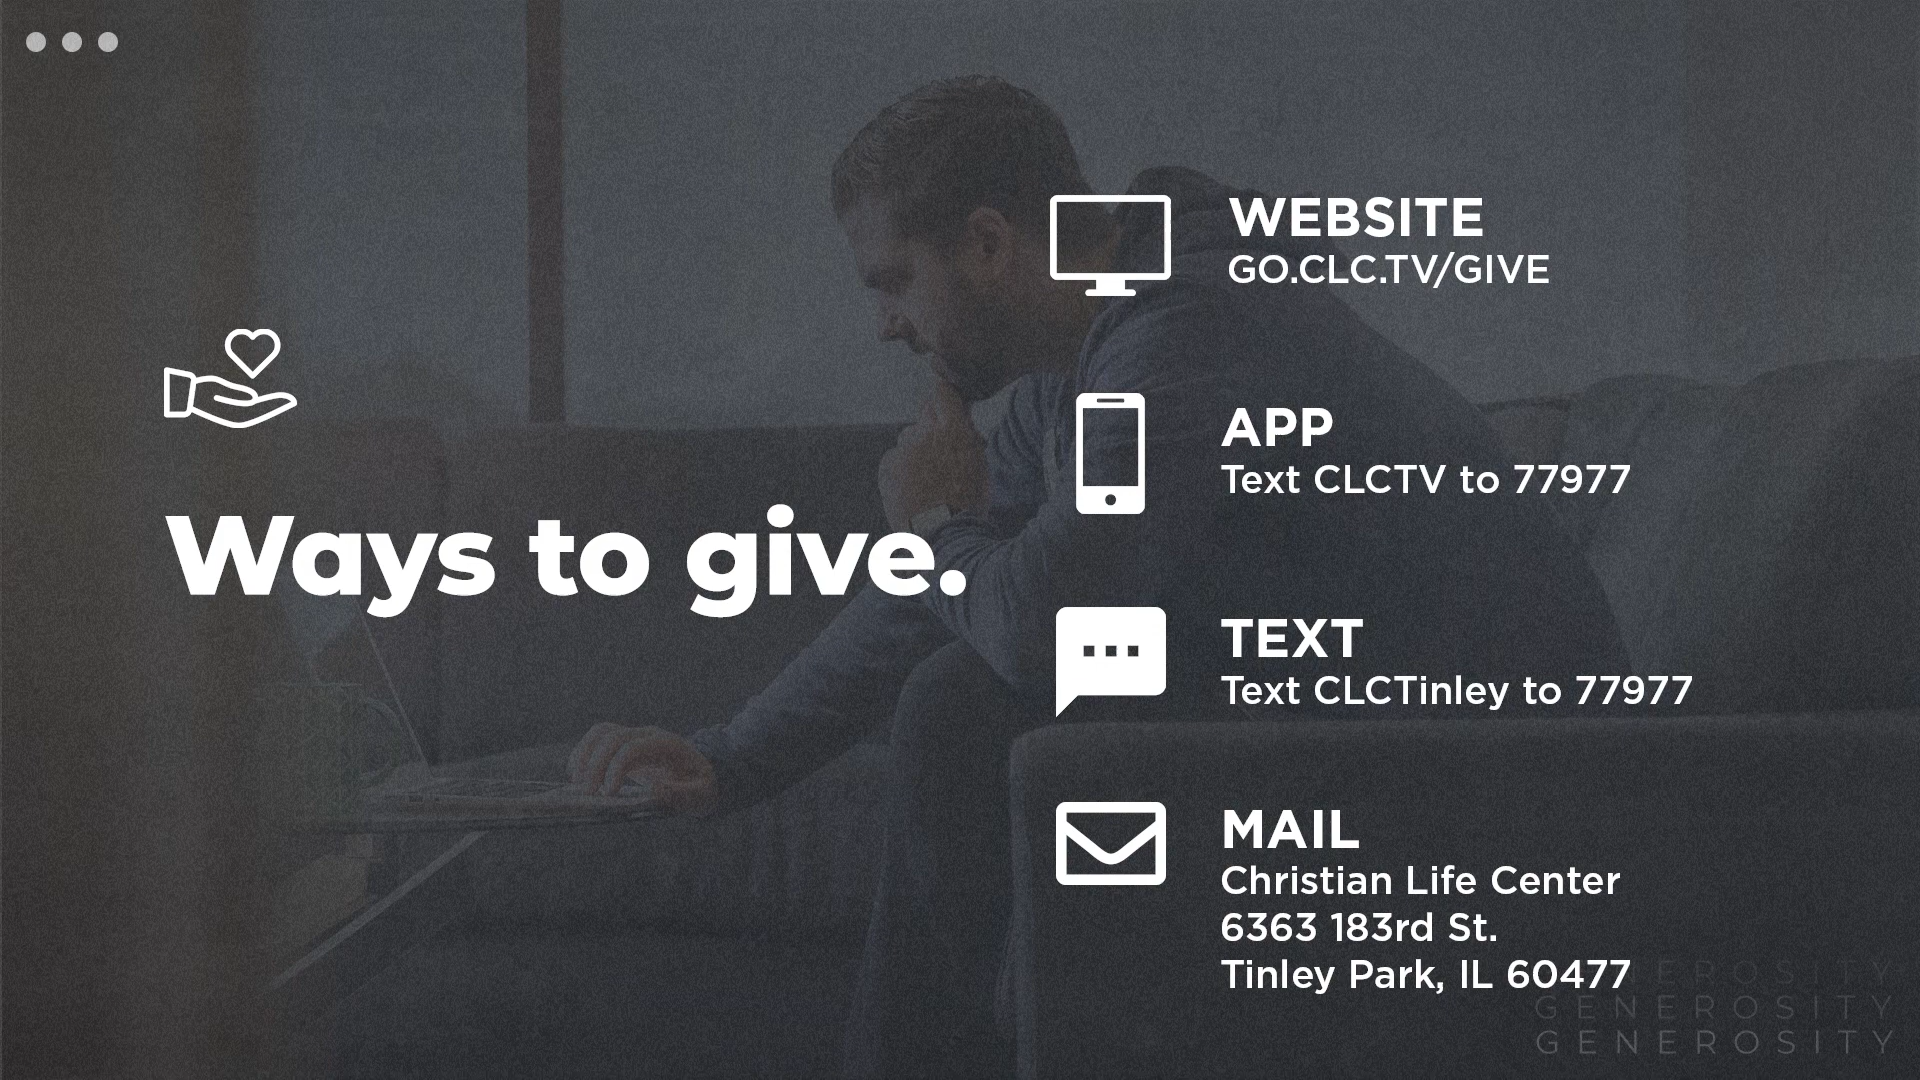 Ways to give.
WEBSITE
GO.CLC.TV/GIVE
APP
Text CLCTV to 77977
TEXT
Text CLCTinley to 77977
MAIL
Christian Life Center
6363 183rd St.
Tinley Park, IL 60477
EROSITY
GENEROSITY
GENEROSITY